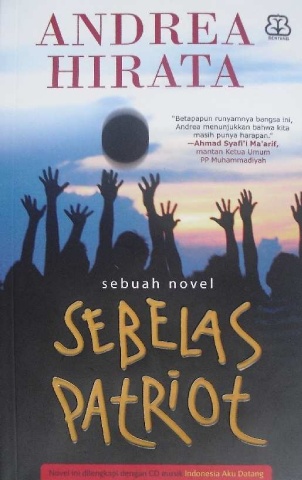 ANDREA
HIRATA
BENTANG
"Betapapun runyamnya bangsa ini,
Andrea menunjukkan bahwa kita
masih punya harapan."
—Ahmad Syafi'i Ma'arif,
mantan Ketua Umum
PP Muhammadiyah
sebuah novel
SEBELAS
PATRIOT
Novel ini dilengkapi dengan CD musik Indonesia Aku Datang